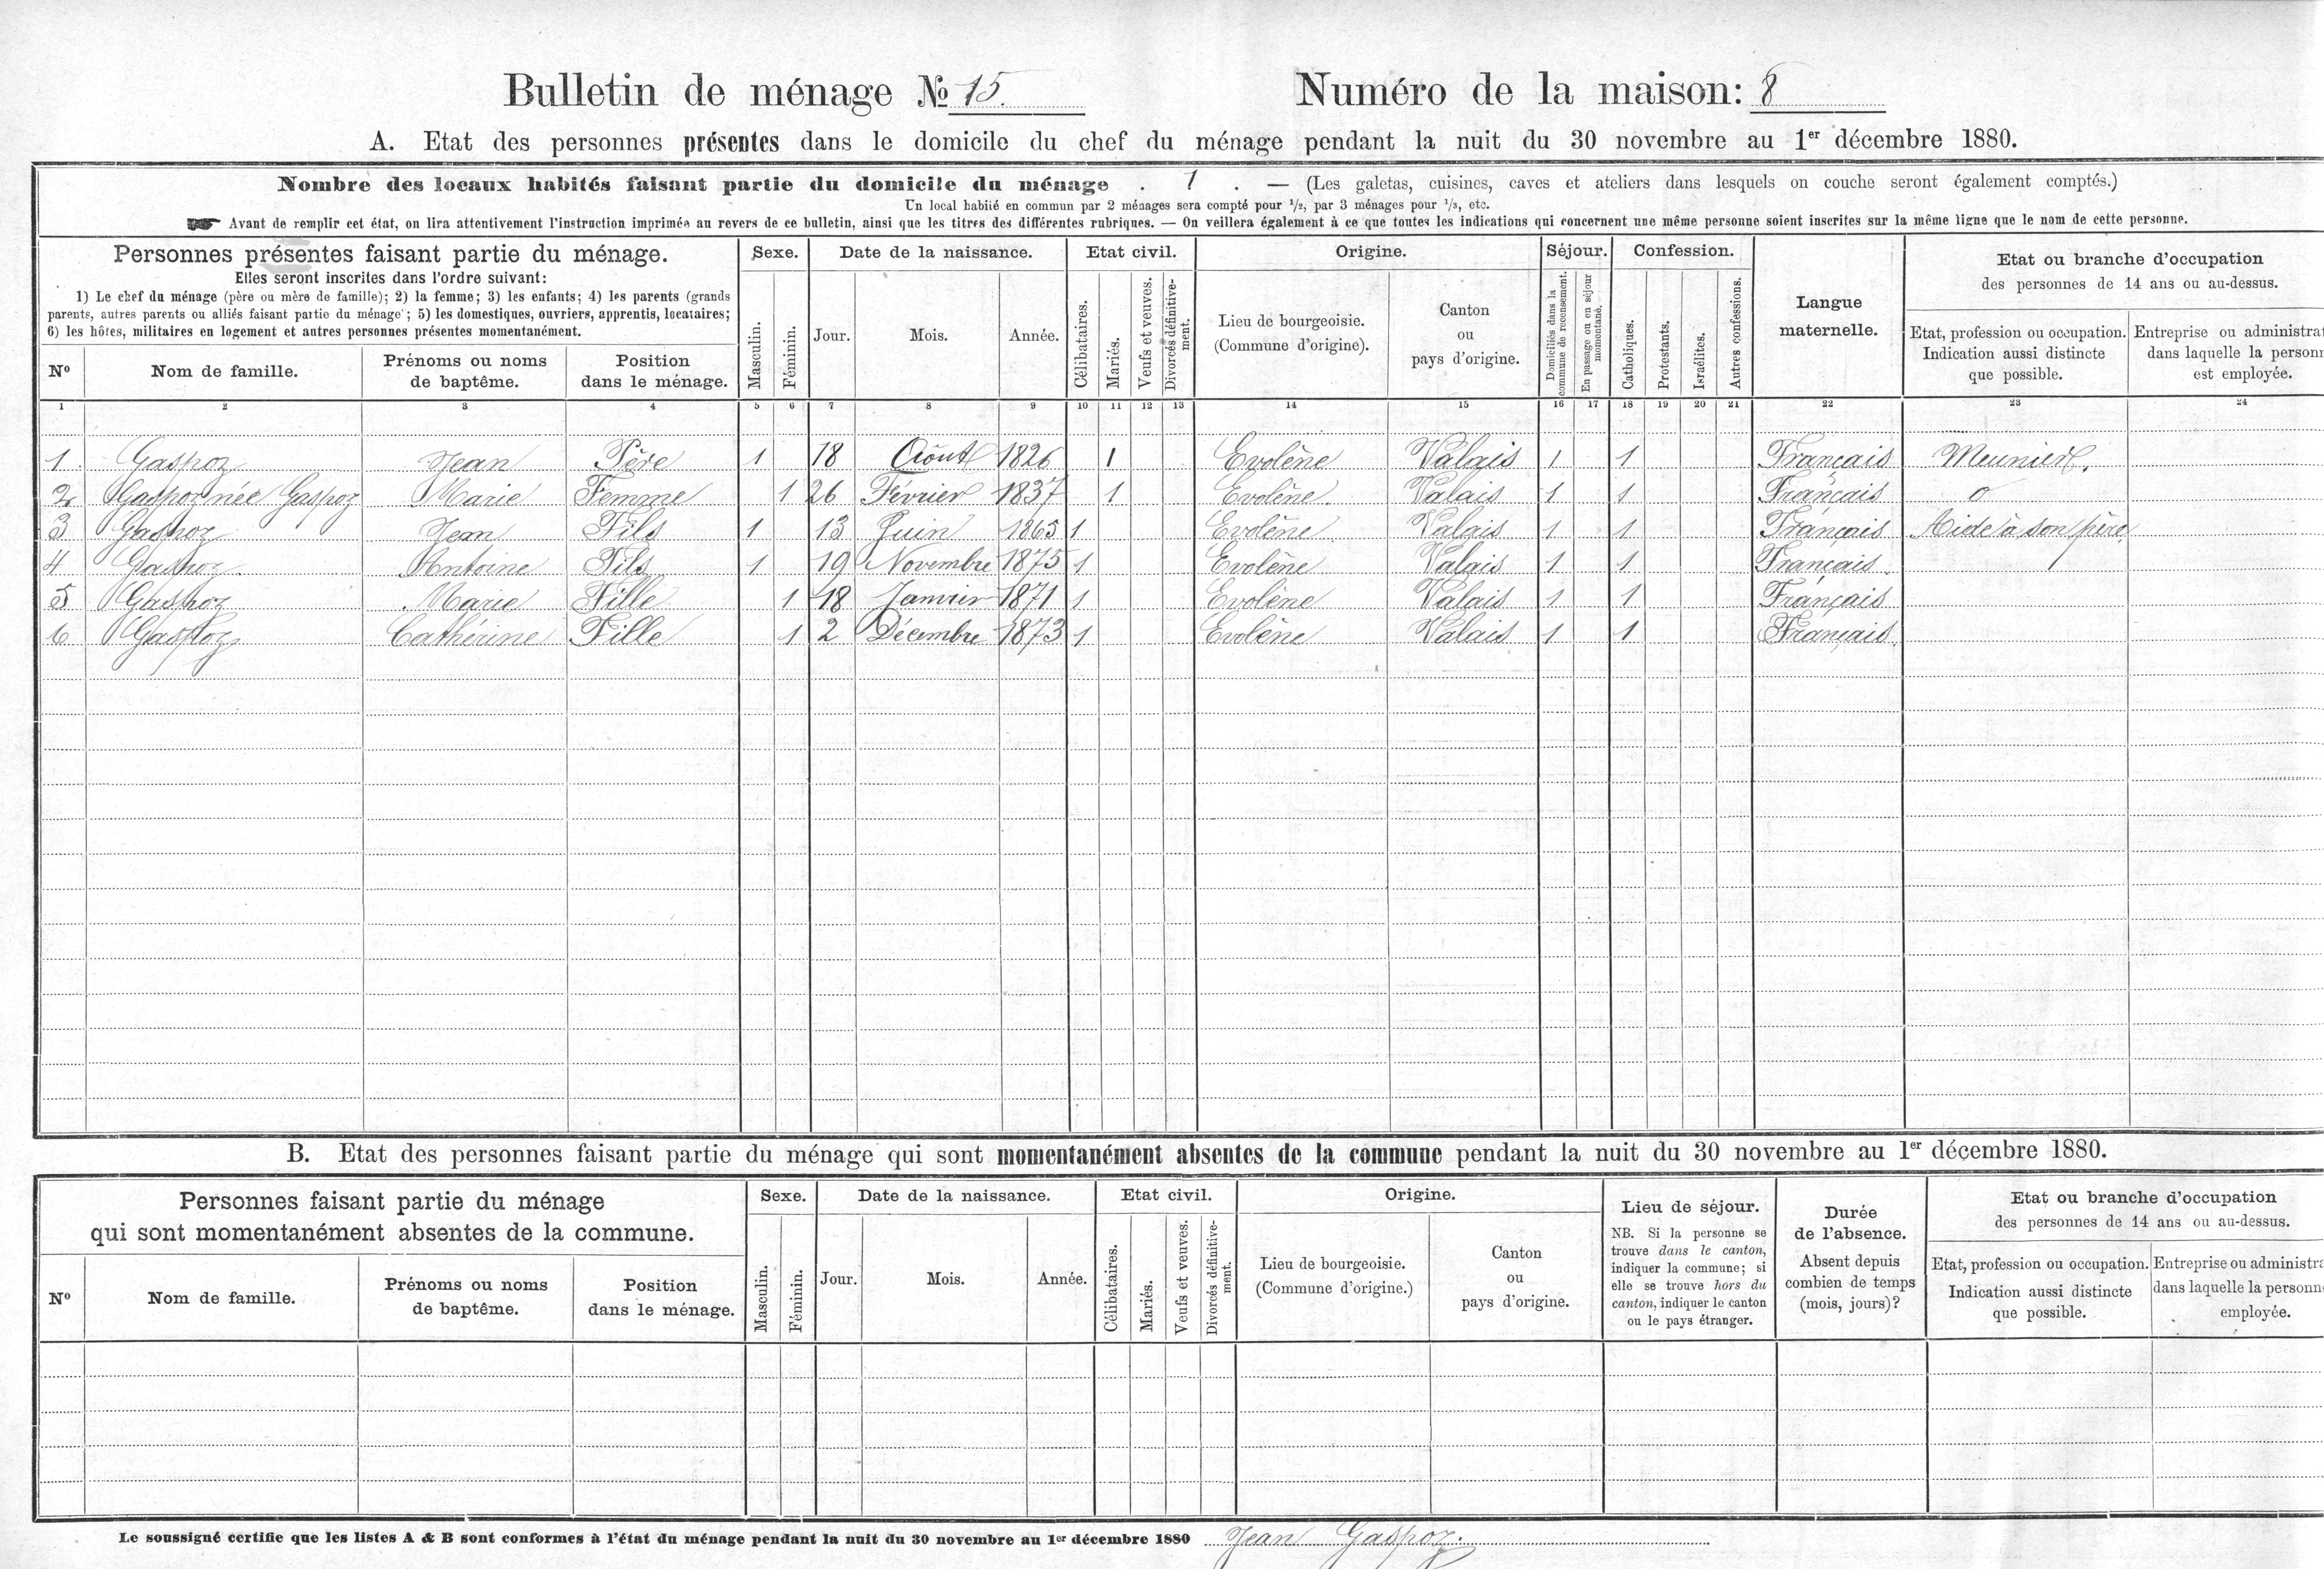 Bulletin de ménage № 15. Numéro de la maison: 8
A. Etat des personnes présentes dans le domicile du chef du ménage pendant la nuit du 30 novembre au 1er décembre 1880.
Nombre des locaux habités faisant partie du domicile du ménage . 1 . — (Les galetas, cuisines, caves et ateliers dans lesquels on couche seront également comptés.)
Un local habité en commun par 2 ménages sera compté pour 1/2, par 3 ménages pour 1/3, etc.
Avant de remplir cet état, on lira attentivement l'instruction imprimée au revers de ce bulletin, ainsi que les titres des différentes rubriques. — On veillera également à ce que toutes les indications qui concernent une même personne soient inscrites sur la même ligne que le nom de cette personne.
Personnes présentes faisant partie du ménage.
Elles seront inscrites dans l'ordre suivant:
1) Le chef du ménage (père ou mère de famille); 2) la femme; 3) les enfants; 4) les parents (grands
parents, autres parents ou alliés faisant partie du ménage; 5) les domestiques, ouvriers, apprentis, locataires;
6) les hôtes, militaires en logement et autres personnes présentes momentanément.
Nº
Nom de famille.
Prénoms ou noms
de baptême.
Position
dans le ménage.
Sexe.
Masculin.
Féminin.
Date de la naissance.
Jour.
Mois.
Année.
Etat civil.
Célibataires.
Mariés.
Veufs et veuves.
Divorcés définitive-
ment.
Origine.
Lieu de bourgeoisie.
(Commune d'origine).
Canton
ou
pays d'origine.
Séjour.
Domiciliés dans la
commune de recensement.
En passage ou en séjour
momentané.
Confession.
Catholiques.
Protestants.
Israélites.
Autres confessions.
Langue
maternelle.
Etat ou branche d'occupation
des personnes de 14 ans ou au-dessus.
Etat, profession ou occupation.
Indication aussi distincte
que possible.
Entreprise ou administra
dans laquelle la person
est employée.
1 2 3 4 5 6 7 8 9 10 11 12 13 14 15 16 17 18 19 20 21 22 23 24
1. Gaspoz Jean Père 1 18 Août 1826 1 Evolène Valais 1 1 Français Meunier.
2 Gaspoz née Gaspoz Marie Femme 1 26 Février 1837 1 Evolène Valais 1 1 Français o
3 Gaspoz Jean Fils 1 13 Juin 1865 1 Evolène Valais 1 1 Français Aide à son père
4 Gaspoz Antoine Fils 1 19 Novembre 1875 1 Evolène Valais 1 1 Français
5 Gaspoz Marie Fille 1 18 Janvier 1871 1 Evolène Valais 1 1 Français
6 Gaspoz Cathérine Fille 1 2 Décembre 1873 1 Evolène Valais 1 1 Français
B. Etat des personnes faisant partie du ménage qui sont momentanément absentes de la commune pendant la nuit du 30 novembre au 1er décembre 1880.
Personnes faisant partie du ménage
qui sont momentanément absentes de la commune.
Nº
Nom de famille.
Prénoms ou noms
de baptême.
Position
dans le ménage.
Sexe.
Masculin.
Féminin.
Date de la naissance.
Jour.
Mois.
Année.
Etat civil.
Célibataires.
Mariés.
Veufs et veuves.
Divorcés définitive-
ment.
Origine.
Lieu de bourgeoisie.
(Commune d'origine.)
Canton
ou
pays d'origine.
Lieu de séjour.
NB. Si la personne se
trouve dans le canton,
indiquer la commune; si
elle se trouve hors du
canton, indiquer le canton
ou le pays étranger.
Durée
de l'absence.
Absent depuis
combien de temps
(mois, jours)?
Etat ou branche d'occupation
des personnes de 14 ans ou au-dessus.
Etat, profession ou occupation.
Indication aussi distincte
que possible.
Entreprise ou administra
dans laquelle la personn
employée.
Le soussigné certifie que les listes A & B sont conformes à l'état du ménage pendant la nuit du 30 novembre au 1er décembre 1880 Jean Gaspoz.